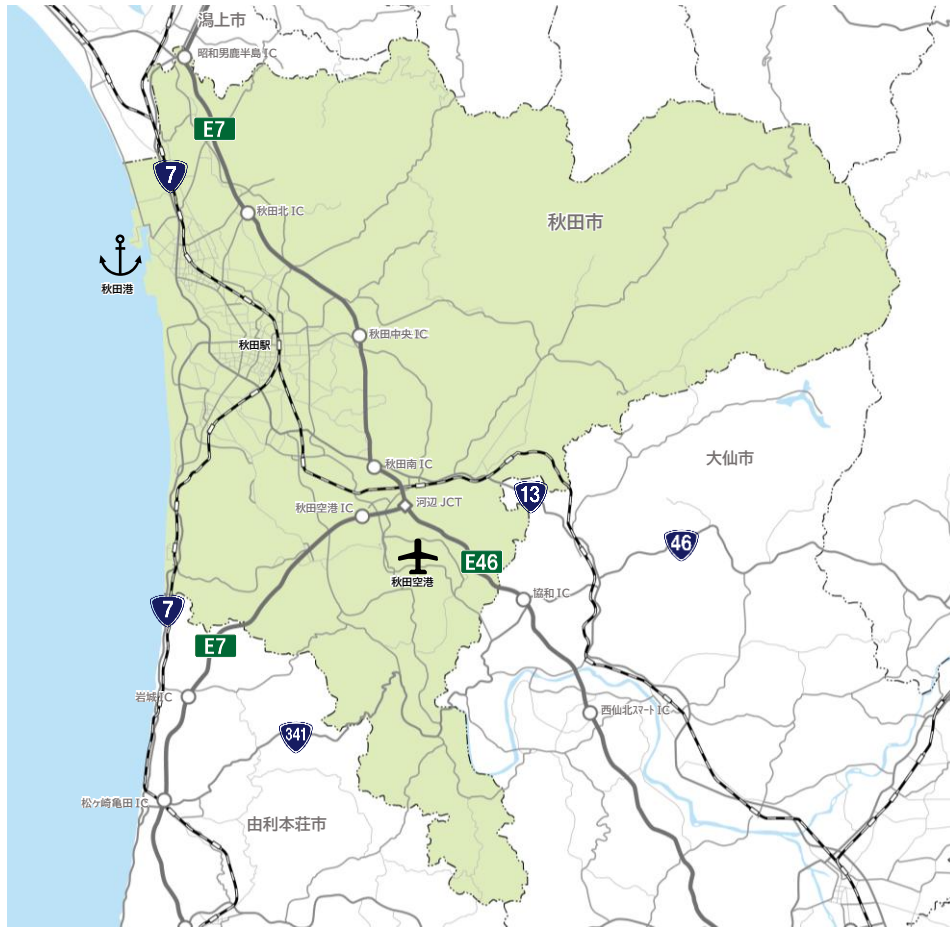 潟上市
昭和男鹿半島 IC
E7
7
秋田北 IC
秋田市
秋田港
秋田中央 IC
秋田駅
大仙市
秋田南 IC
13
秋田空港 IC
河辺 JCT
46
E46
秋田空港
協和 IC
7
E7
岩城 IC
西仙北スマート IC
341
松ヶ崎亀田 IC
由利本荘市